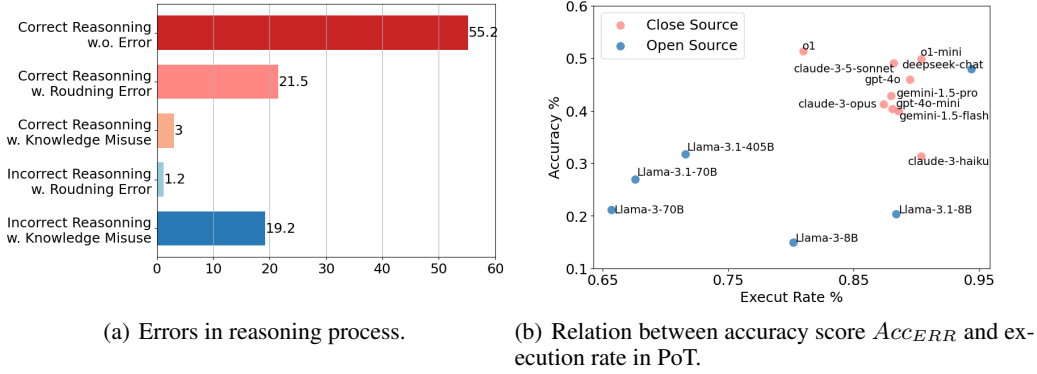 Correct Reasonning
w.o. Error
Correct Reasonning
w. Roudning Error
Correct Reasonning
w. Knowledge Misuse
Incorrect Reasonning
w. Roudning Error
Incorrect Reasonning
w. Knowledge Misuse
55.2
21.5
3
1.2
19.2
0 10 20 30 40 50 60
(a) Errors in reasoning process.
Accuracy %
0.6
0.5
0.4
0.3
0.2
0.1
Close Source
Open Source
o1
o1-mini
claude-3-5-sonnet
deepseek-chat
gpt-4o
gemini-1.5-pro
claude-3-opus
gpt-4o-mini
gemini-1.5-flash
Llama-3.1-405B
claude-3-haiku
Llama-3.1-70B
Llama-3-70B
Llama-3.1-8B
Llama-3-8B
0.65 0.75 0.85 0.95
Execut Rate %
(b) Relation between accuracy score AccERR and ex-
ecution rate in PoT.